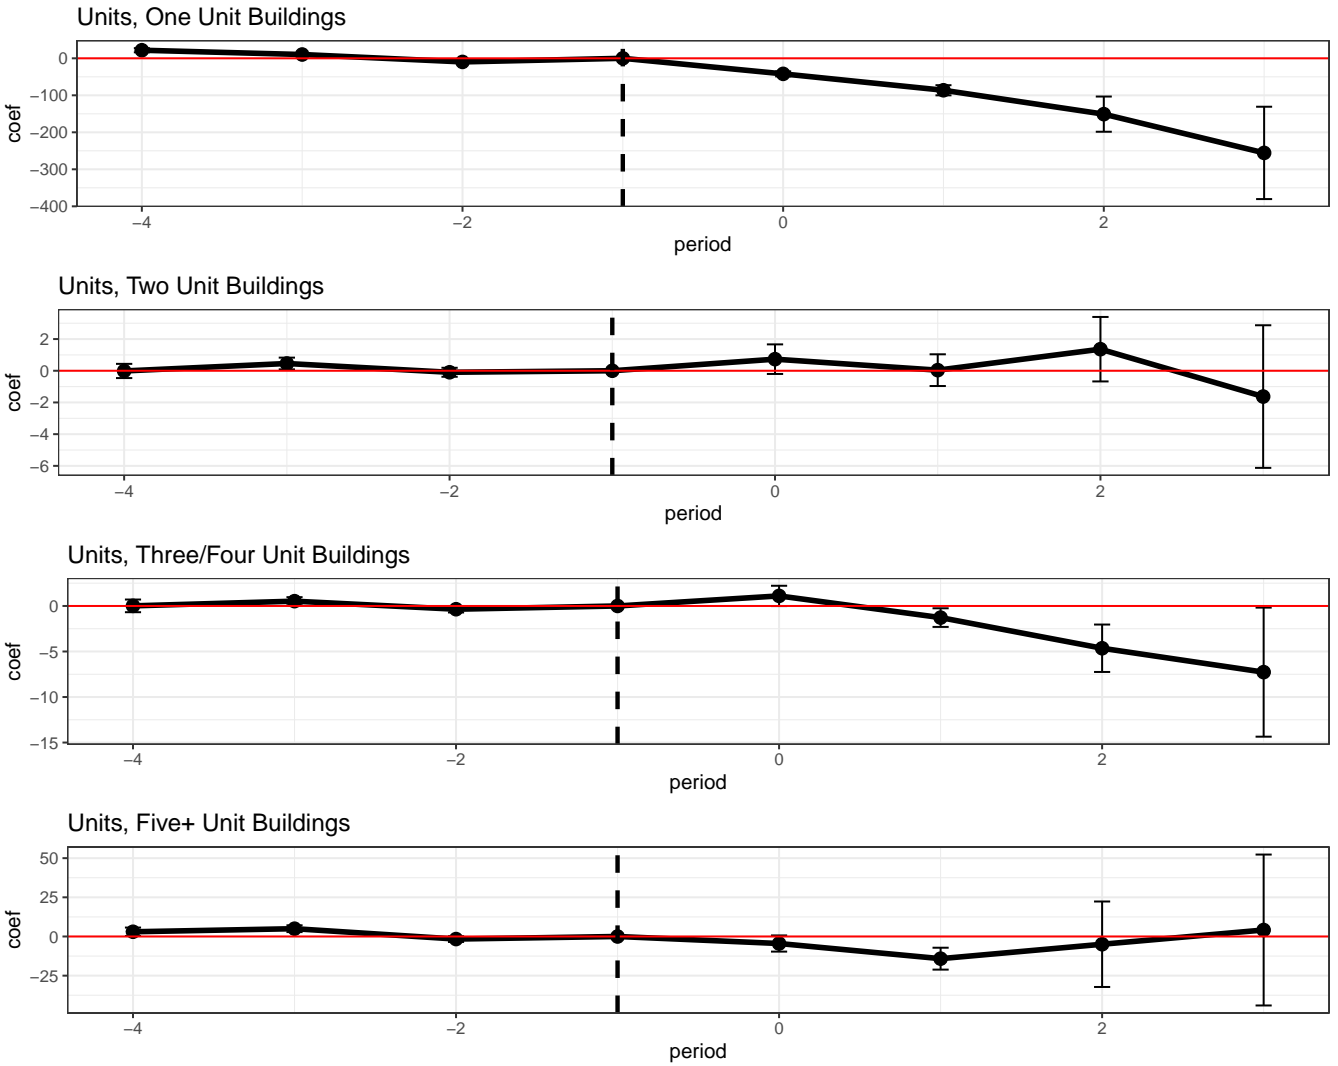 Units, One Unit Buildings
0
−100
−200
−300
−400
coef
−4
−2
0
2
period
Units, Two Unit Buildings
2
0
−2
−4
−6
coef
−4
−2
0
2
period
Units, Three/Four Unit Buildings
0
−5
−10
−15
coef
−4
−2
0
2
period
Units, Five+ Unit Buildings
50
25
0
−25
coef
−4
−2
0
2
period